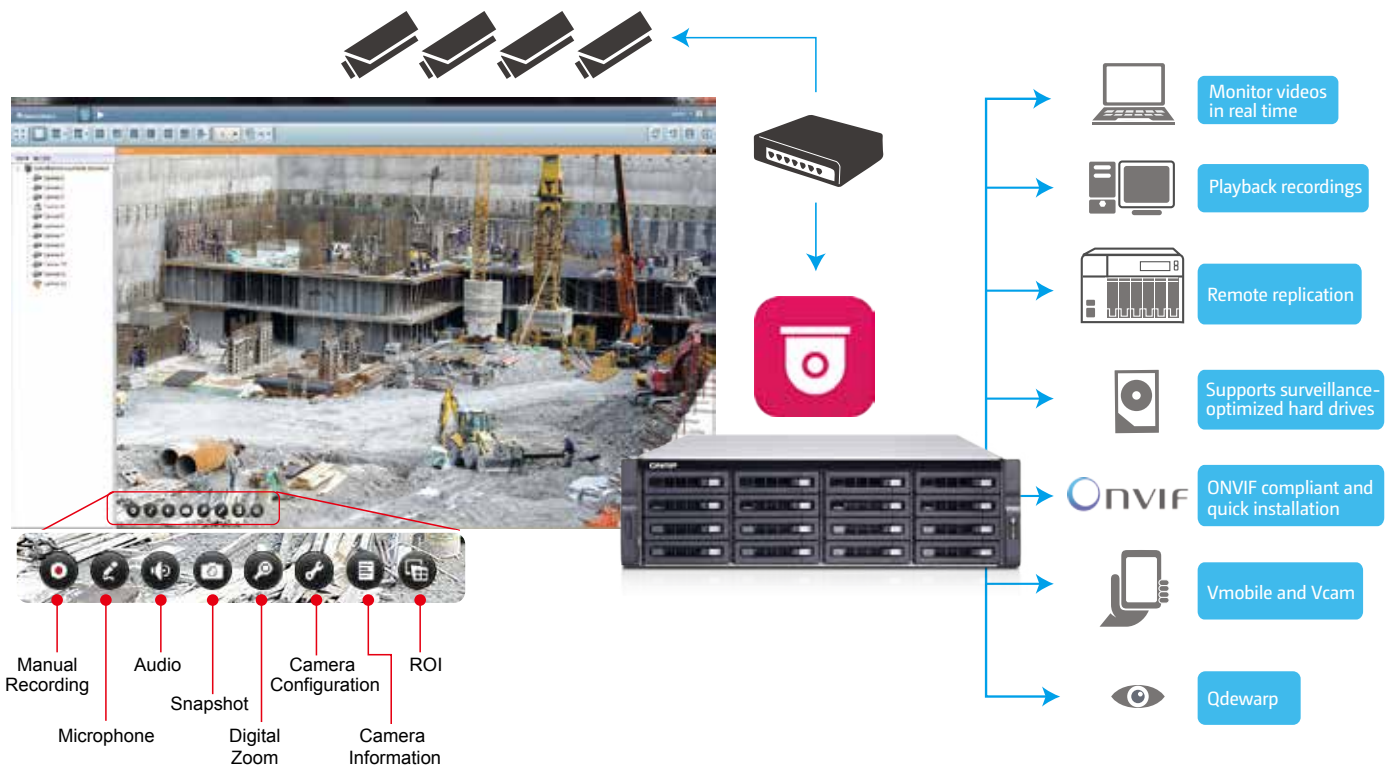 Monitor videos
in real time
Playback recordings
Remote replication
Supports surveillance-
optimized hard drives
QNAP
ONVIF
ONVIF compliant and
quick installation
Vmobile and Vcam
Qdewarp
Manual
Recording
Microphone
Audio
Snapshot
Digital
Zoom
Camera
Configuration
Camera
Information
ROI